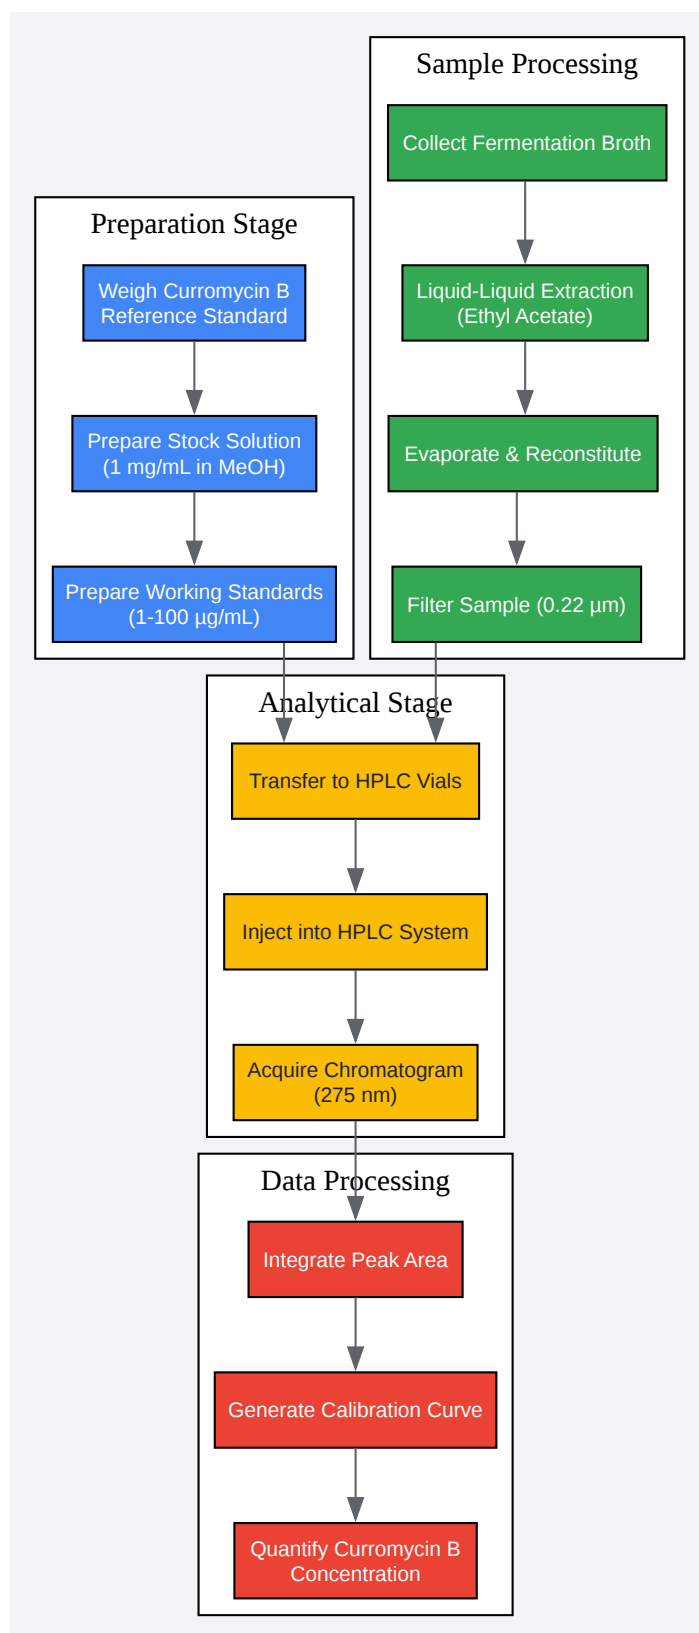 Sample Processing
Collect Fermentation Broth
Liquid-Liquid Extraction
(Ethyl Acetate)
Evaporate & Reconstitute
Filter Sample (0.22 µm)
Preparation Stage
Weigh Curromycin B
Reference Standard
Prepare Stock Solution
(1 mg/mL in MeOH)
Prepare Working Standards
(1-100 µg/mL)
Analytical Stage
Transfer to HPLC Vials
Inject into HPLC System
Acquire Chromatogram
(275 nm)
Data Processing
Integrate Peak Area
Generate Calibration Curve
Quantify Curromycin B
Concentration